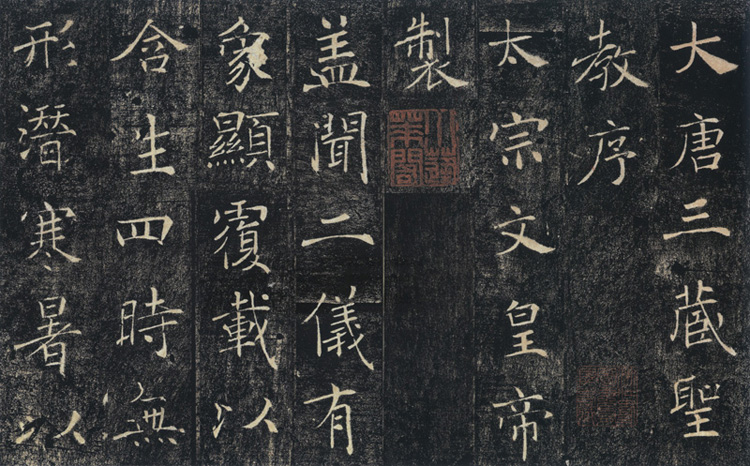 大唐三藏聖
教序
太宗文皇帝
製
蓋聞二儀有
象顯覆載以
含生四時無
形潛寒暑以